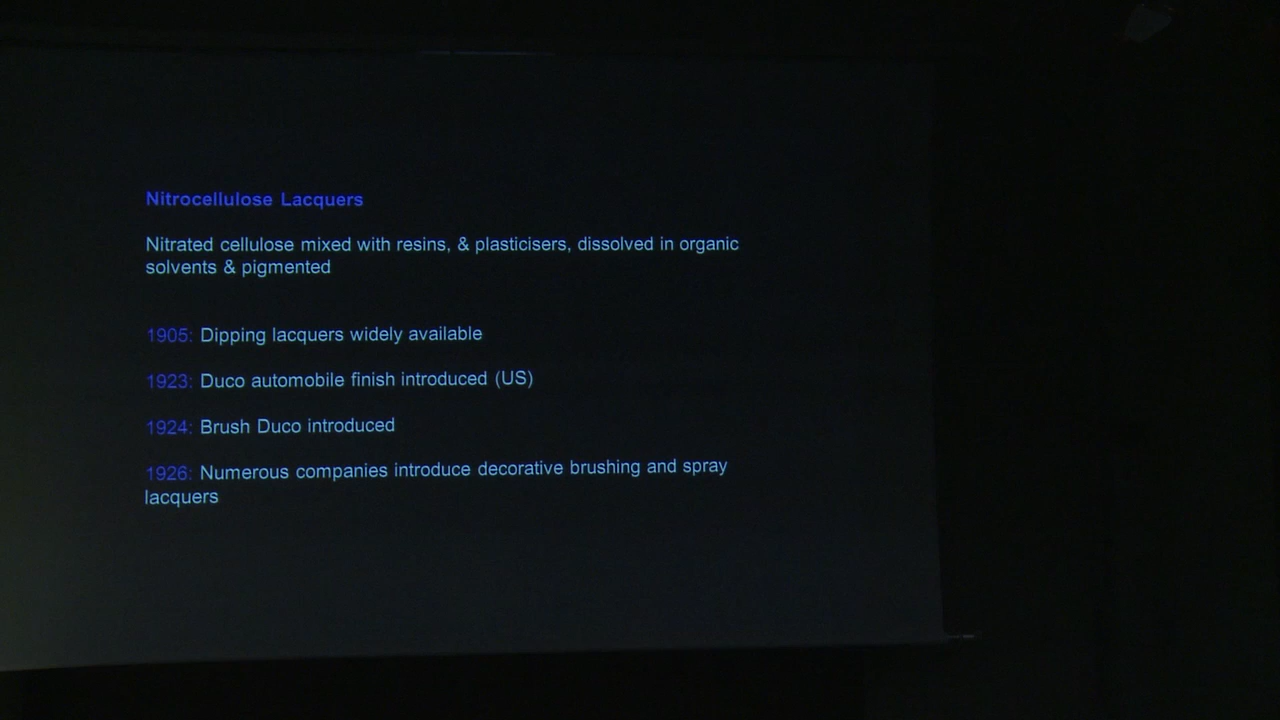 Nitrocellulose Lacquers
Nitrated cellulose mixed with resins, & plasticisers, dissolved in organic
solvents & pigmented
1905: Dipping lacquers widely available
1923: Duco automobile finish introduced (US)
1924: Brush Duco introduced
1926: Numerous companies introduce decorative brushing and spray
lacquers